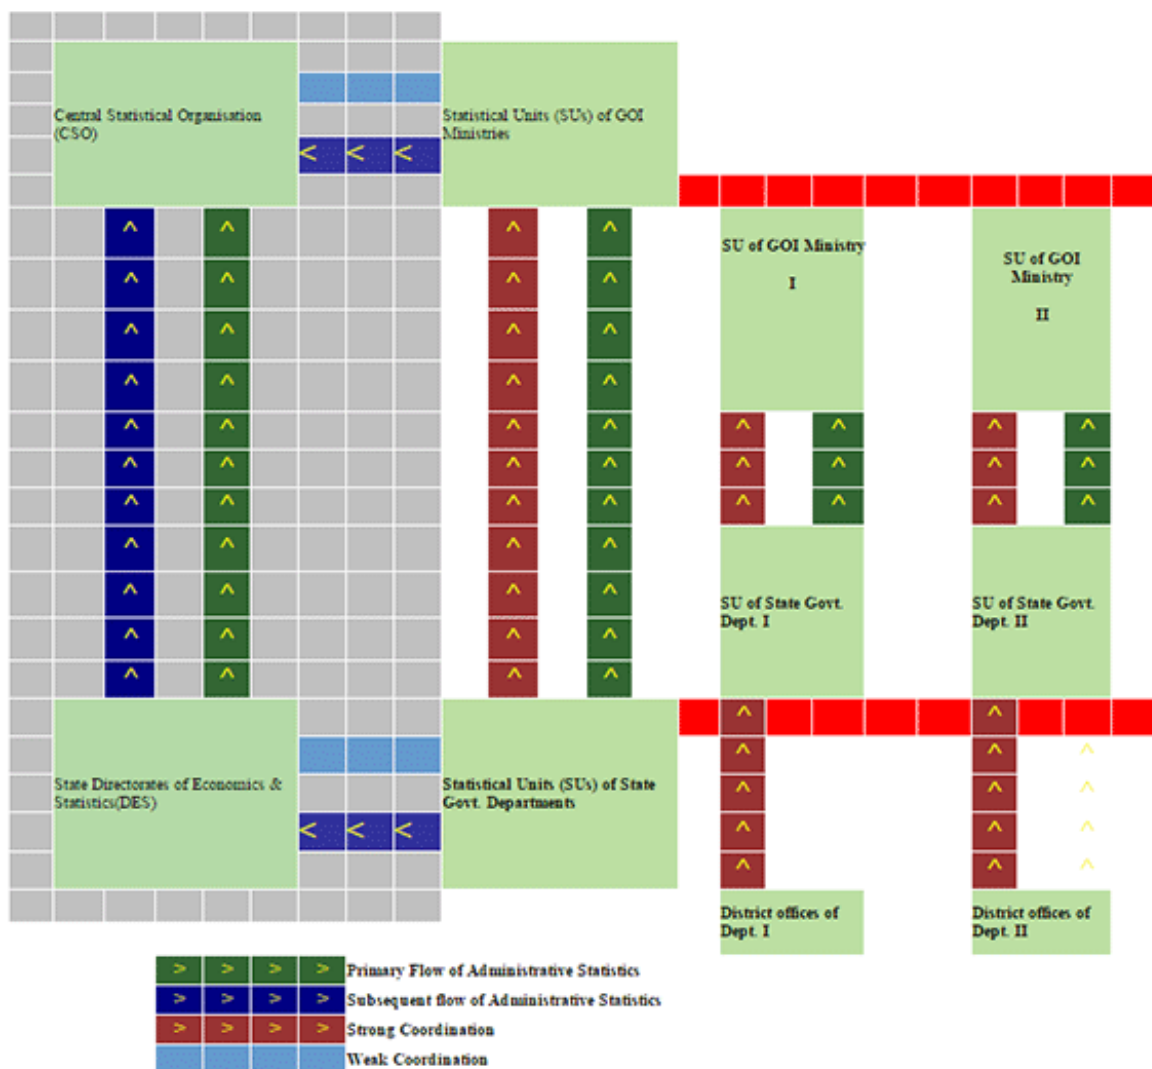 Central Statistical Organisation
(CSO)
Statistical Units (SUs) of GOI
Ministries
SU of GOI Ministry
I
SU of GOI
Ministry
II
SU of State Govt.
Dept. I
SU of State Govt.
Dept. II
State Directorates of Economics &
Statistics(DES)
Statistical Units (SUs) of State
Govt. Departments
District offices of
Dept. I
District offices of
Dept. II
Primary Flow of Administrative Statistics
Subsequent flow of Administrative Statistics
Strong Coordination
Weak Coordination